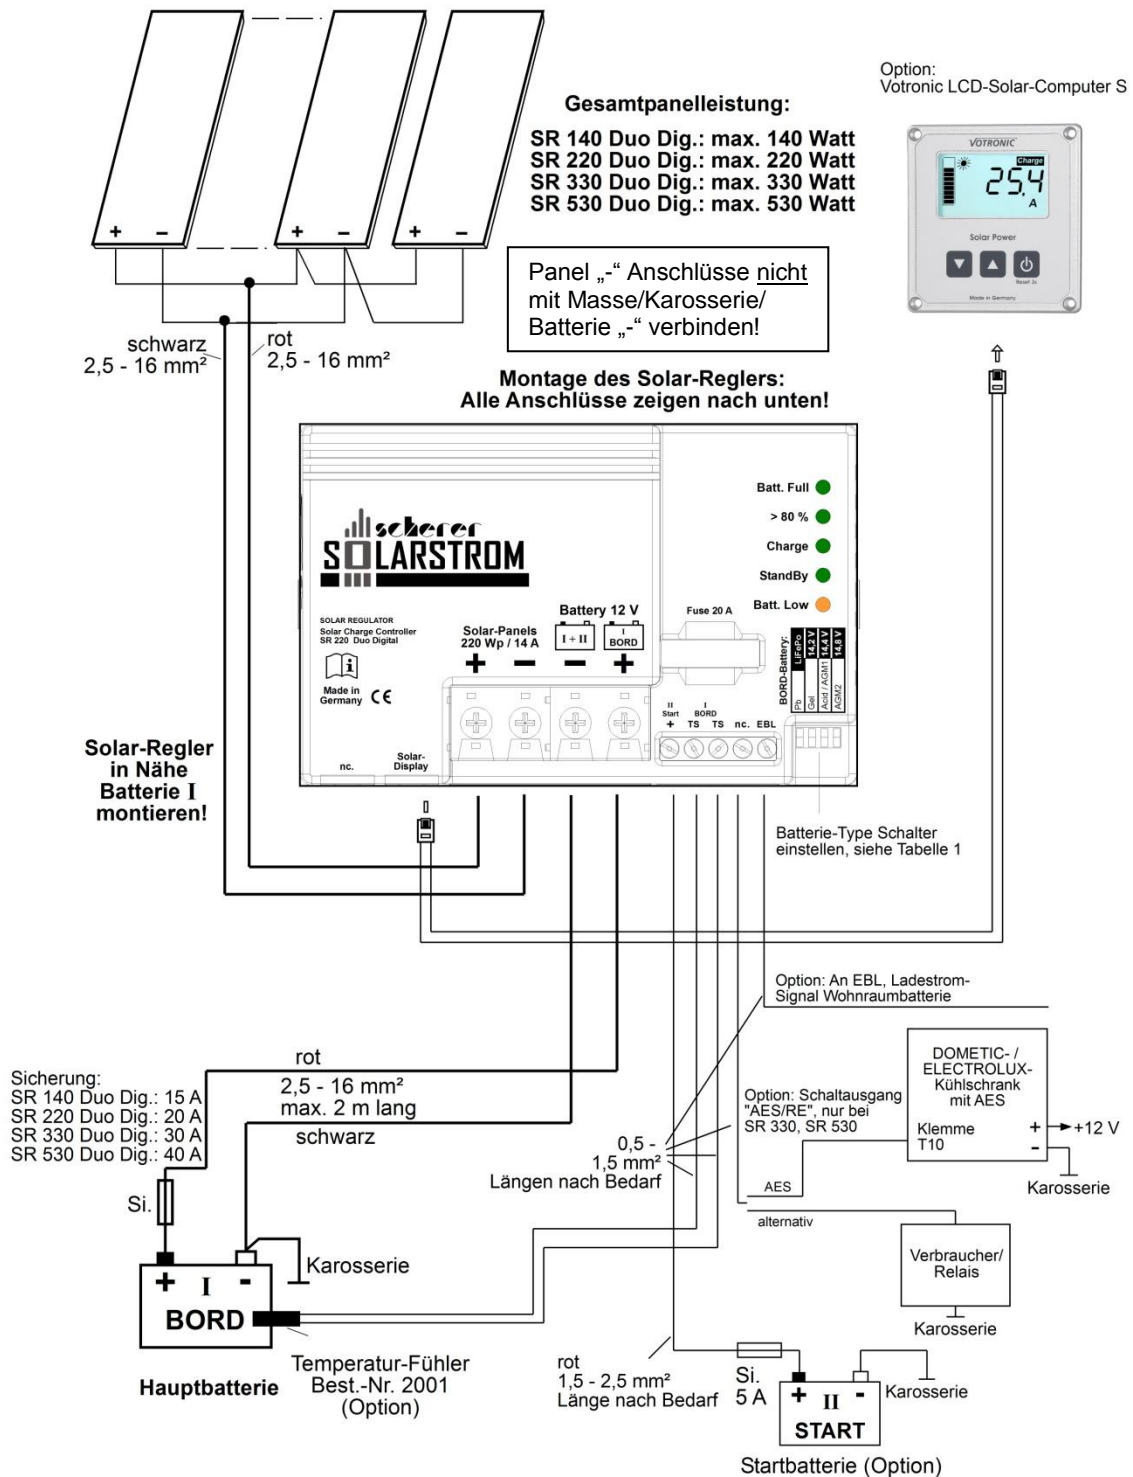 Option:
Votronic LCD-Solar-Computer S
Gesamtpanelleistung:
SR 140 Duo Dig.: max. 140 Watt
SR 220 Duo Dig.: max. 220 Watt
SR 330 Duo Dig.: max. 330 Watt
SR 530 Duo Dig.: max. 530 Watt
VOTRONIC
Charge
25.4
A
Solar Power
Reset 3s
Made in Germany
+ − + − + −
Panel „-“ Anschlüsse nicht
mit Masse/Karosserie/
Batterie „-“ verbinden!
schwarz
2,5 - 16 mm²
rot
2,5 - 16 mm²
Montage des Solar-Reglers:
Alle Anschlüsse zeigen nach unten!
Batt. Full
> 80 %
Charge
StandBy
Batt. Low
scherer
SOLARSTROM
SOLAR REGULATOR
Solar Charge Controller
SR 220 Duo Digital
i
Made in
Germany CE
Solar-Panels
220 Wp / 14 A
+ −
Battery 12 V
I + II
I
BORD
− +
Fuse 20 A
BORD-Battery:
Pb LiFePo
Gel 14,2 V
Acid / AGM1 14,4 V
AGM2 14,8 V
II
Start
+
I
BORD
TS TS nc. EBL
nc.
Solar-
Display
Solar-Regler
in Nähe
Batterie I
montieren!
Batterie-Type Schalter
einstellen, siehe Tabelle 1
Option: An EBL, Ladestrom-
Signal Wohnraumbatterie
rot
2,5 - 16 mm²
max. 2 m lang
schwarz
Sicherung:
SR 140 Duo Dig.: 15 A
SR 220 Duo Dig.: 20 A
SR 330 Duo Dig.: 30 A
SR 530 Duo Dig.: 40 A
Option: Schaltausgang
"AES/RE", nur bei
SR 330, SR 530
DOMETIC- /
ELECTROLUX-
Kühlschrank
mit AES
Klemme
T10
+
-
+12 V
Karosserie
0,5 -
1,5 mm²
Längen nach Bedarf
AES
alternativ
Verbraucher/
Relais
Karosserie
Si.
Karosserie
+ I -
BORD
Hauptbatterie
Temperatur-Fühler
Best.-Nr. 2001
(Option)
rot
1,5 - 2,5 mm²
Länge nach Bedarf
Si.
5 A
Karosserie
+ II -
START
Startbatterie (Option)